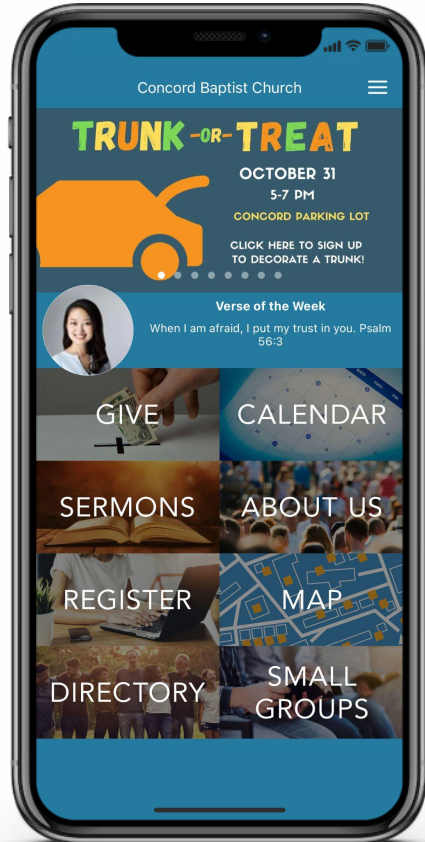 Concord Baptist Church
TRUNK -OR- TREAT
OCTOBER 31
5-7 PM
CONCORD PARKING LOT
CLICK HERE TO SIGN UP
TO DECORATE A TRUNK!
Verse of the Week
When I am afraid, I put my trust in you. Psalm
56:3
GIVE
CALENDAR
SERMONS
ABOUT US
REGISTER
MAP
DIRECTORY
SMALL
GROUPS